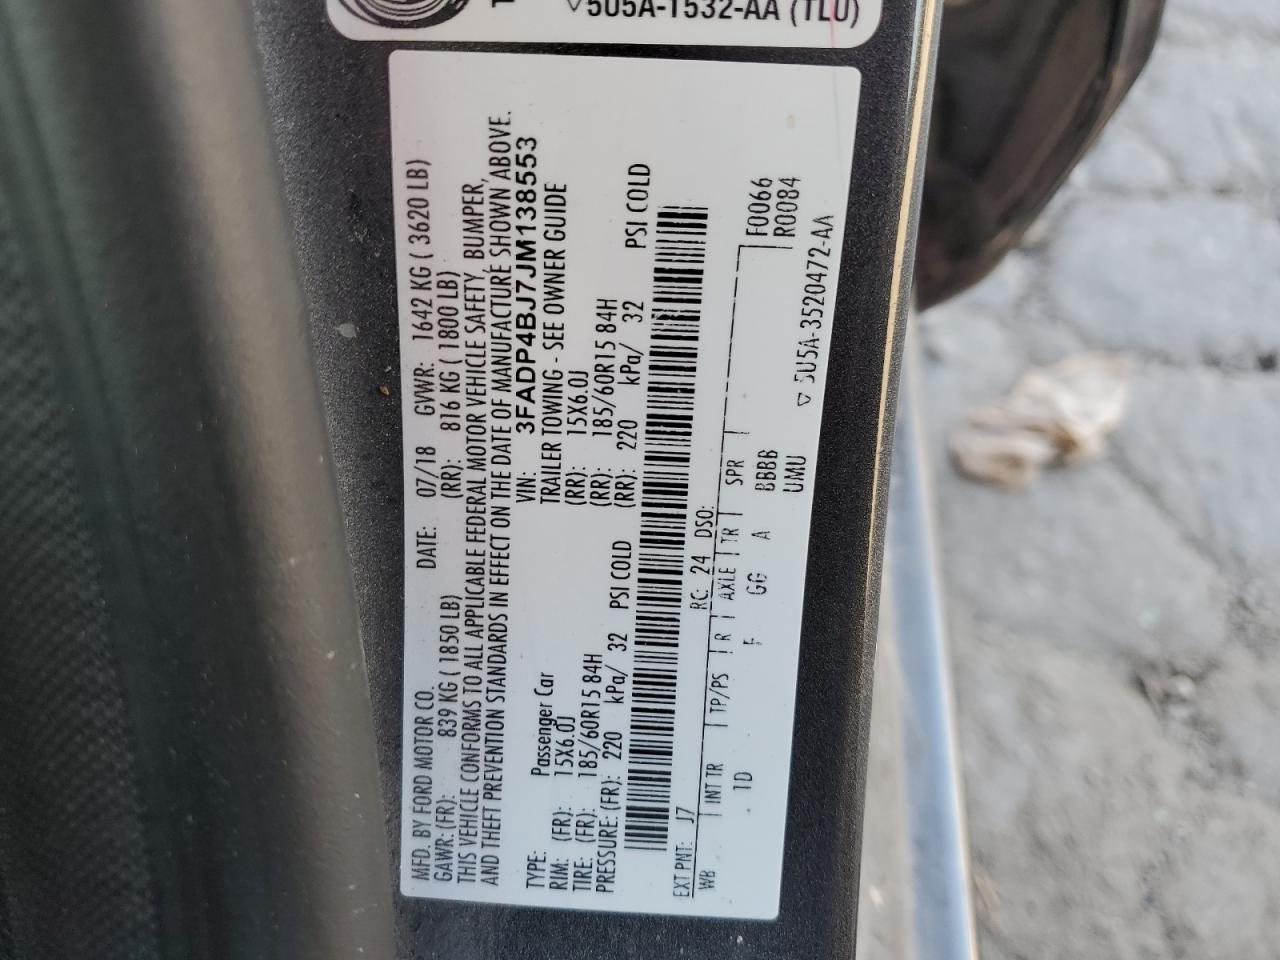 5U5A-1532-AA (TLU)
MFD. BY FORD MOTOR CO. DATE: 07/18 GVWR: 1642 KG ( 3620 LB)
GAWR: (FR): 839 KG ( 1850 LB) (RR): 816 KG ( 1800 LB)
THIS VEHICLE CONFORMS TO ALL APPLICABLE FEDERAL MOTOR VEHICLE SAFETY, BUMPER,
AND THEFT PREVENTION STANDARDS IN EFFECT ON THE DATE OF MANUFACTURE SHOWN ABOVE.
VIN: 3FADP4BJ7JM138553
TYPE: Passenger Car TRAILER TOWING - SEE OWNER GUIDE
RIM: (FR): 15X6.0J (RR): 15X6.0J
TIRE: (FR): 185/60R15 84H (RR): 185/60R15 84H
PRESSURE: (FR): 220 kPa/ 32 PSI COLD (RR): 220 kPa/ 32 PSI COLD
EXT PNT: J7 RC: 24 DSO:
WB INT TR TP/PS R AXLE TR SPR F0066
1D F GG A BBBB R0084
UMU 5U5A-3520472-AA